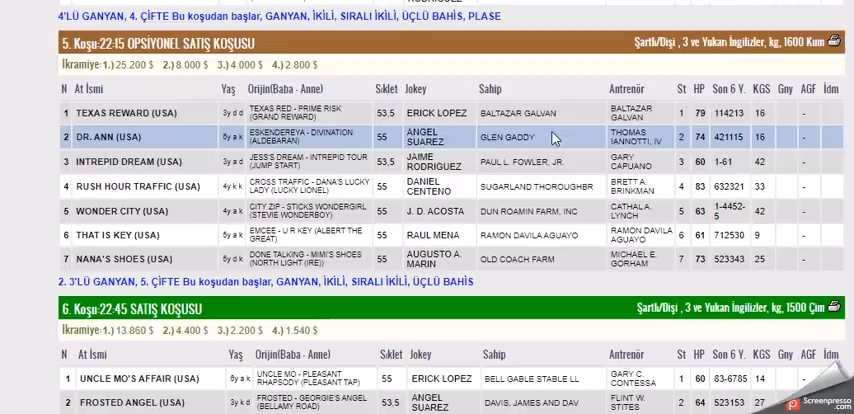 4'LÜ GANYAN, 4. ÇİFTE Bu koşudan başlar, GANYAN, İKİLİ, SIRALI İKİLİ, ÜÇLÜ BAHİS, PLASE
5. Koşu:22:15 OPSİYONEL SATIŞ KOŞUSU Şartlı/Dişi , 3 ve Yukarı İngilizler, kg, 1600 Kum
İkramiye:1.) 25.200 $ 2.) 8.000 $ 3.) 4.000 $ 4.) 2.800 $
N At İsmi Yaş Orijin(Baba - Anne) Sıklet Jokey Sahip Antrenör St HP Son 6 Y. KGS Gny AGF İdm
1 TEXAS REWARD (USA) 3y d d TEXAS RED - PRIME RISK (GRAND REWARD) 53,5 ERICK LOPEZ BALTAZAR GALVAN BALTAZAR GALVAN 1 79 114213 16 -
2 DR. ANN (USA) 6y a k ESKENDEREYA - DIVINATION (ALDEBARAN) 55 ANGEL SUAREZ GLEN GADDY THOMAS IANNOTTI, IV 2 74 421115 16 -
3 INTREPID DREAM (USA) 3y a d JESS'S DREAM - INTREPID TOUR (JUMP START) 53,5 JAIME RODRIGUEZ PAUL L. FOWLER, JR. GARY CAPUANO 3 60 1-61 42 -
4 RUSH HOUR TRAFFIC (USA) 4y k k CROSS TRAFFIC - DANA'S LUCKY LADY (LUCKY LIONEL) 55 DANIEL CENTENO SUGARLAND THOROUGHBR BRETT A. BRINKMAN 4 83 632321 33 -
5 WONDER CITY (USA) a k CITY ZIP - STICKS WONDERGIRL (STEVIE WONDERBOY) 55 J. D. ACOSTA DUN ROAMIN FARM, INC CATHAL A. LYNCH 5 63 1-4452-5 42 -
6 THAT IS KEY (USA) a k EMCEE - U R KEY (ALBERT THE GREAT) 55 RAUL MENA RAMON DAVILA AGUAYO RAMON DAVILA AGUAYO 6 61 712530 9 -
7 NANA'S SHOES (USA) d k DONE TALKING - MIMI'S SHOES (NORTH LIGHT (IRE)) 55 AUGUSTO A. MARIN OLD COACH FARM MICHAEL E. GORHAM 7 73 523343 25 -
2. 3'LÜ GANYAN, 5. ÇİFTE Bu koşudan başlar, GANYAN, İKİLİ, SIRALI İKİLİ, ÜÇLÜ BAHİS
6. Koşu:22:45 SATIŞ KOŞUSU Şartlı/Dişi , 3 ve Yukarı İngilizler, kg, 1500 Çim
İkramiye:1.) 13.860 $ 2.) 4.400 $ 3.) 2.200 $ 4.) 1.540 $
N At İsmi Yaş Orijin(Baba - Anne) Sıklet Jokey Sahip Antrenör St HP Son 6 Y. KGS Gny AGF İdm
1 UNCLE MO'S AFFAIR (USA) a k UNCLE MO - PLEASANT RHAPSODY (PLEASANT TAP) 55 ERICK LOPEZ BELL GABLE STABLE LL GARY C. CONTESSA 1 60 83-6785 14
2 FROSTED ANGEL (USA) 3y k d FROSTED - GEORGIE'S ANGEL (BELLAMY ROAD) ANGEL SUAREZ DAVIS, JAMES AND DAV FLINT W. STITES 2 64 523153 27
Screenpresso